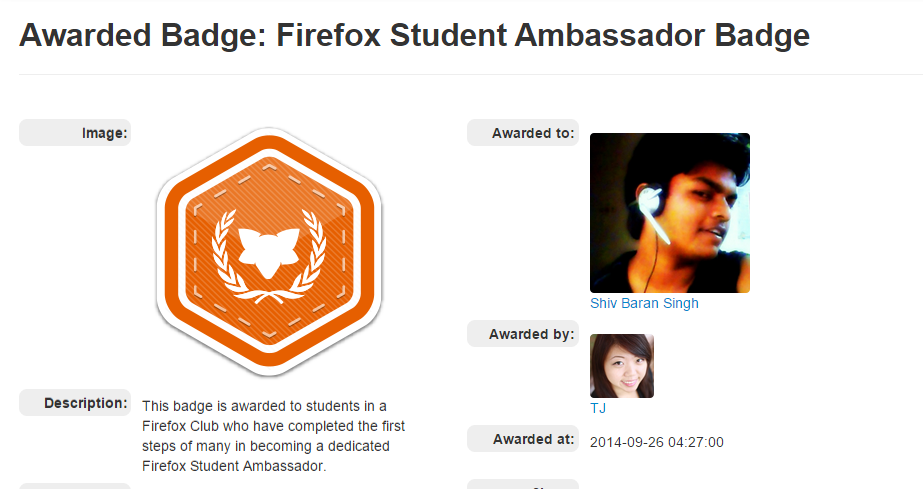 Awarded Badge: Firefox Student Ambassador Badge
Image:
Description:
This badge is awarded to students in a
Firefox Club who have completed the first
steps of many in becoming a dedicated
Firefox Student Ambassador.
Awarded to:
Shiv Baran Singh
Awarded by:
TJ
Awarded at:
2014-09-26 04:27:00